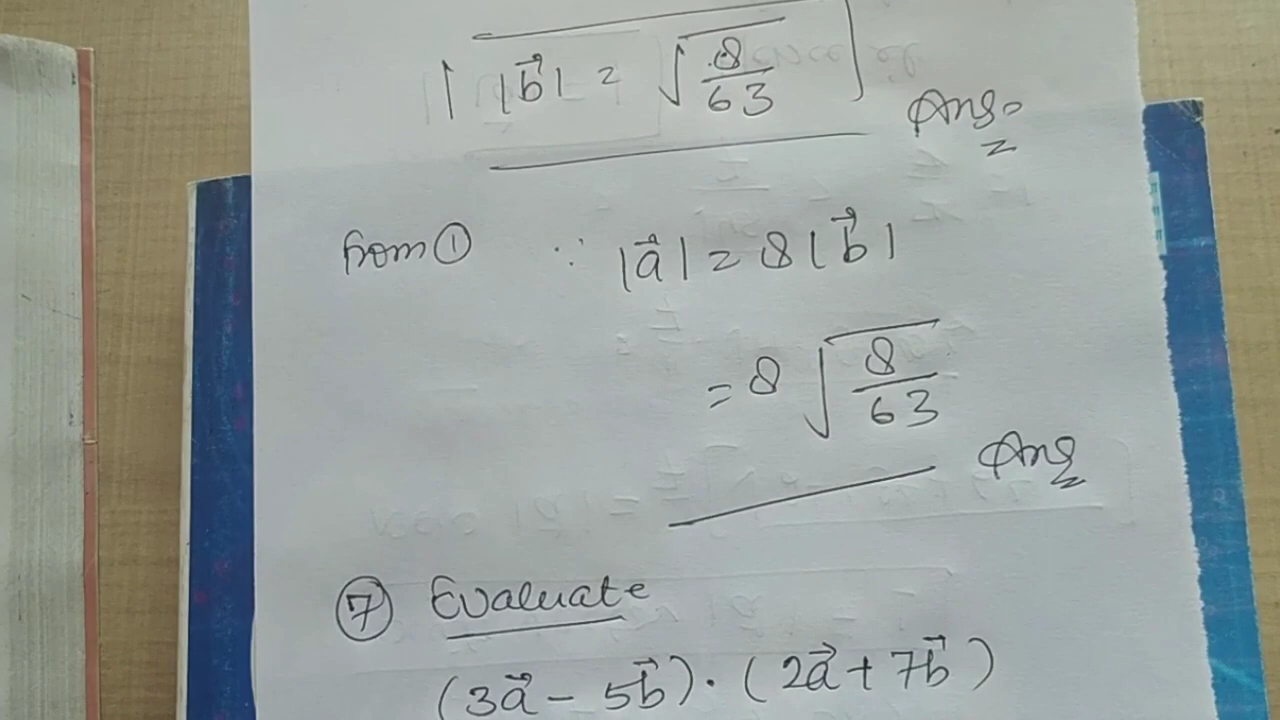 |b⃗| = √(8/63) Ans.
from ① ∵ |a⃗| = 8|b⃗|
= 8 √(8/63)
Ans
⑦ Evaluate
(3a⃗ - 5b⃗) . (2a⃗ + 7b⃗)